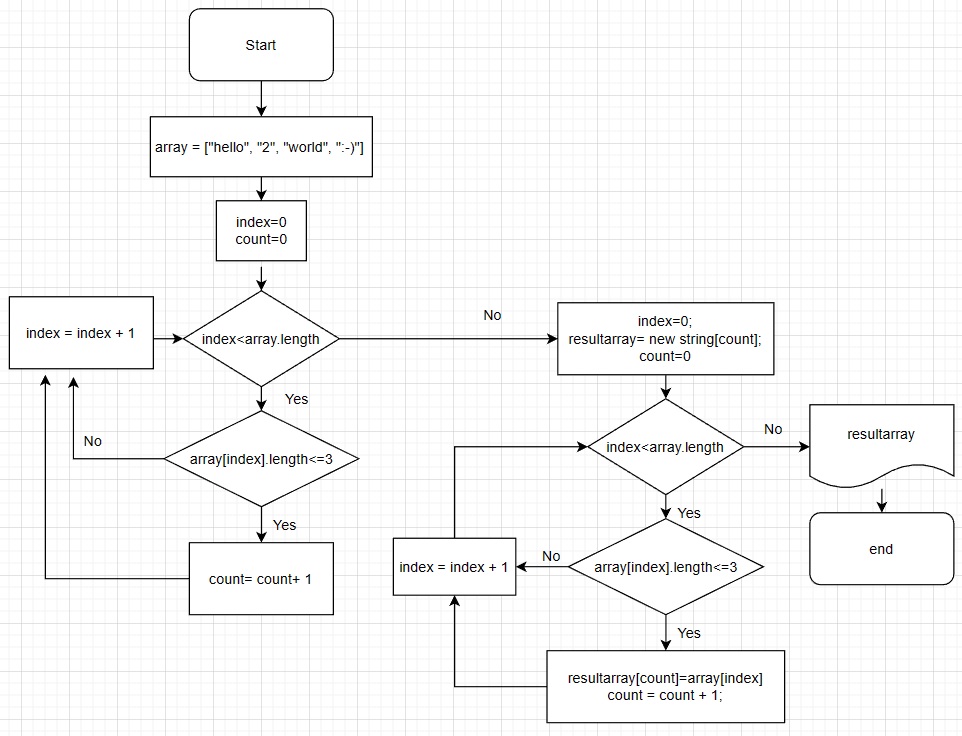 Start
array = ["hello", "2", "world", ":-)"]
index=0
count=0
index = index + 1
index<array.length
No
index=0;
resultarray= new string[count];
count=0
Yes
No
array[index].length<=3
Yes
count= count+ 1
index<array.length
No
resultarray
end
Yes
index = index + 1
No
array[index].length<=3
Yes
resultarray[count]=array[index]
count = count + 1;